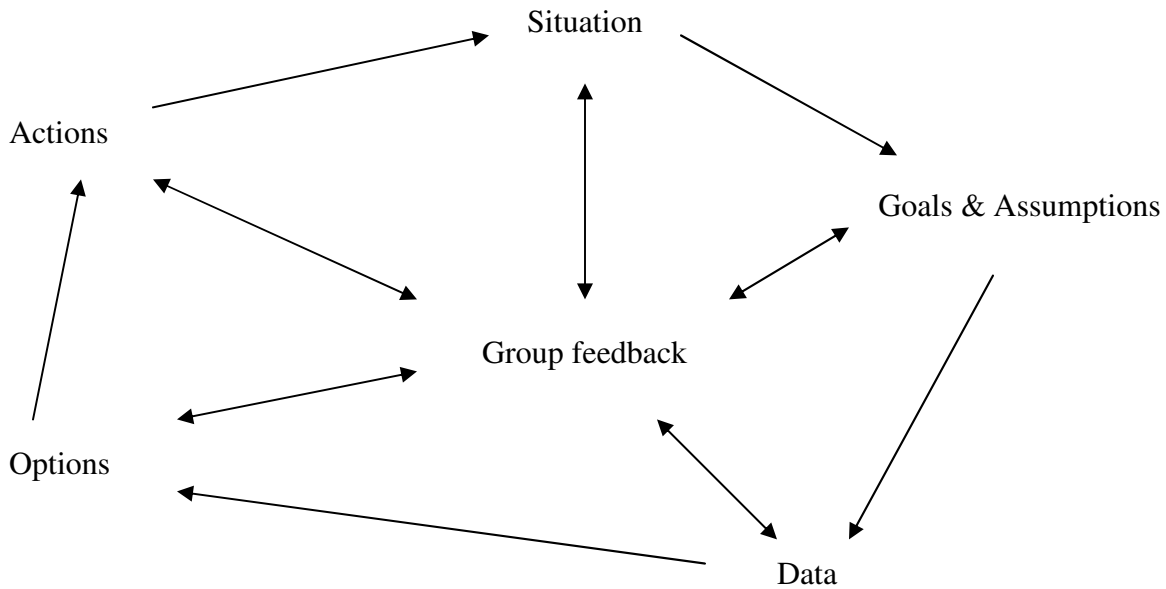 Situation
Actions
Goals & Assumptions
Group feedback
Options
Data